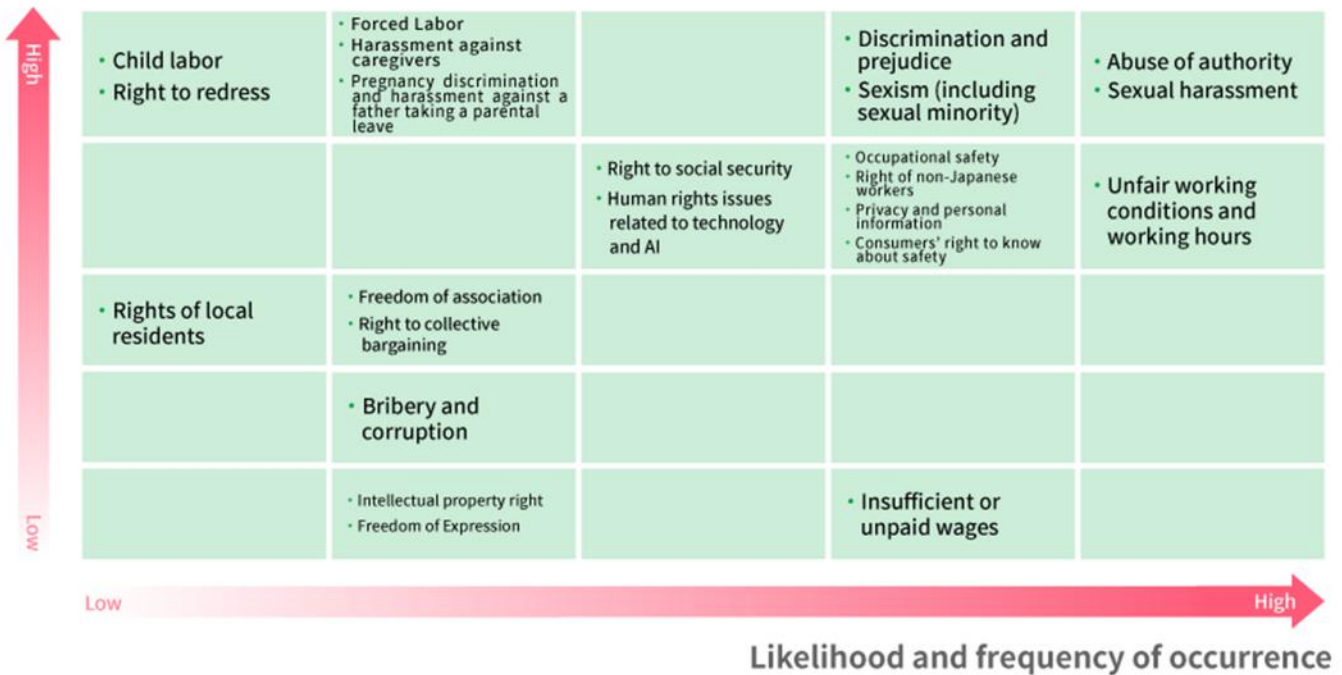 High
• Child labor
• Right to redress
• Forced Labor
• Harassment against
caregivers
• Pregnancy discrimination
and harassment against a
father taking a parental
leave
• Discrimination and
prejudice
• Sexism (including
sexual minority)
• Abuse of authority
• Sexual harassment
• Right to social security
• Human rights issues
related to technology
and AI
• Occupational safety
• Right of non-Japanese
workers
• Privacy and personal
information
• Consumers' right to know
about safety
• Unfair working
conditions and
working hours
• Rights of local
residents
• Freedom of association
• Right to collective
bargaining
• Bribery and
corruption
• Intellectual property right
• Freedom of Expression
• Insufficient or
unpaid wages
Low
Low
High
Likelihood and frequency of occurrence